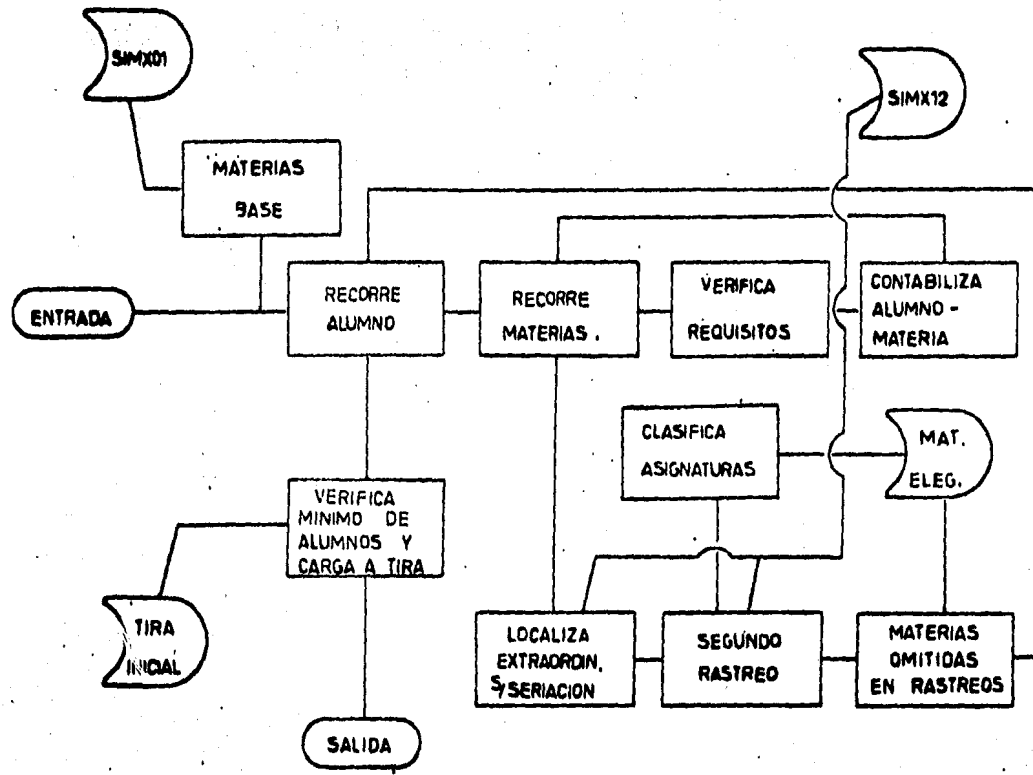 SIMX01
SIMX12
MATERIAS
BASE
ENTRADA
RECORRE
ALUMNO
RECORRE
MATERIAS.
VERIFICA
REQUISITOS
CONTABILIZA
ALUMNO-
MATERIA
CLASIFICA
ASIGNATURAS
MAT.
ELEG.
VERIFICA
MINIMO DE
ALUMNOS Y
CARGA A TIRA
TIRA
INICIAL
LOCALIZA
EXTRAORDIN.
S/SERIACION
SEGUNDO
RASTREO
MATERIAS
OMITIDAS
EN RASTREOS
SALIDA